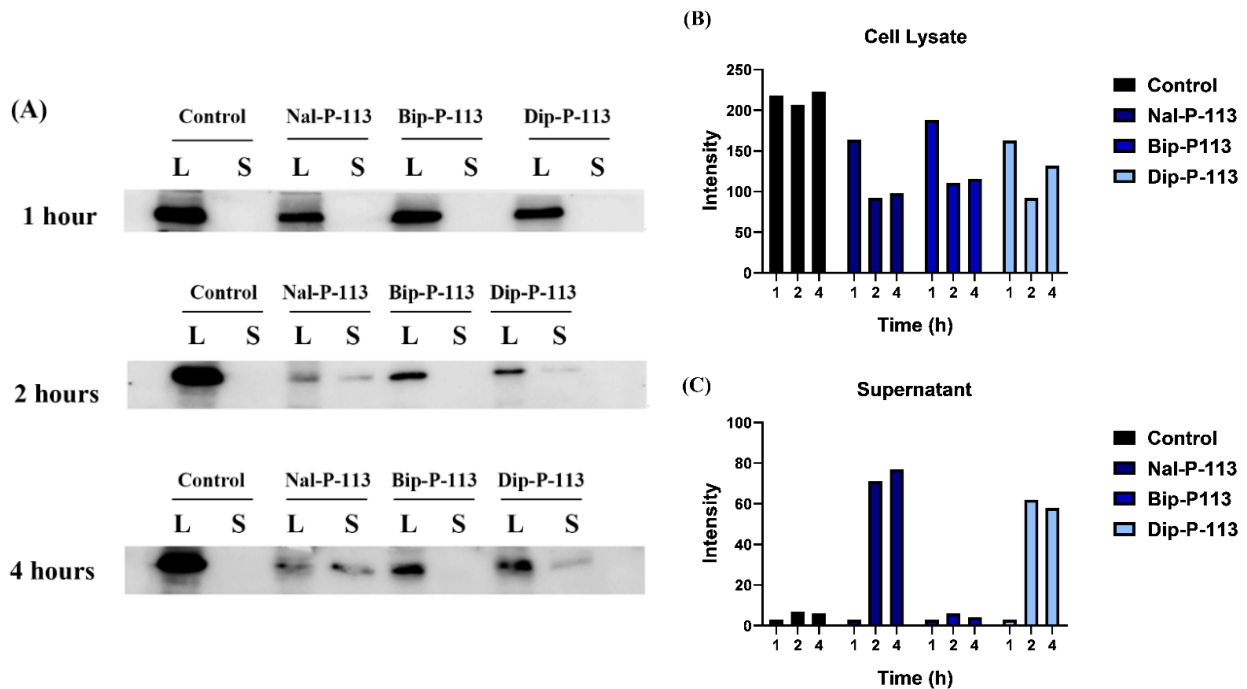 (A)
Control Nal-P-113 Bip-P-113 Dip-P-113
L S L S L S L S
1 hour
Control Nal-P-113 Bip-P-113 Dip-P-113
L S L S L S L S
2 hours
Control Nal-P-113 Bip-P-113 Dip-P-113
L S L S L S L S
4 hours
(B)
Cell Lysate
250
200
150
100
50
0
Intensity
1 2 4 1 2 4 1 2 4 1 2 4
Time (h)
Control
Nal-P-113
Bip-P113
Dip-P-113
(C)
Supernatant
100
80
60
40
20
0
Intensity
1 2 4 1 2 4 1 2 4 1 2 4
Time (h)
Control
Nal-P-113
Bip-P113
Dip-P-113